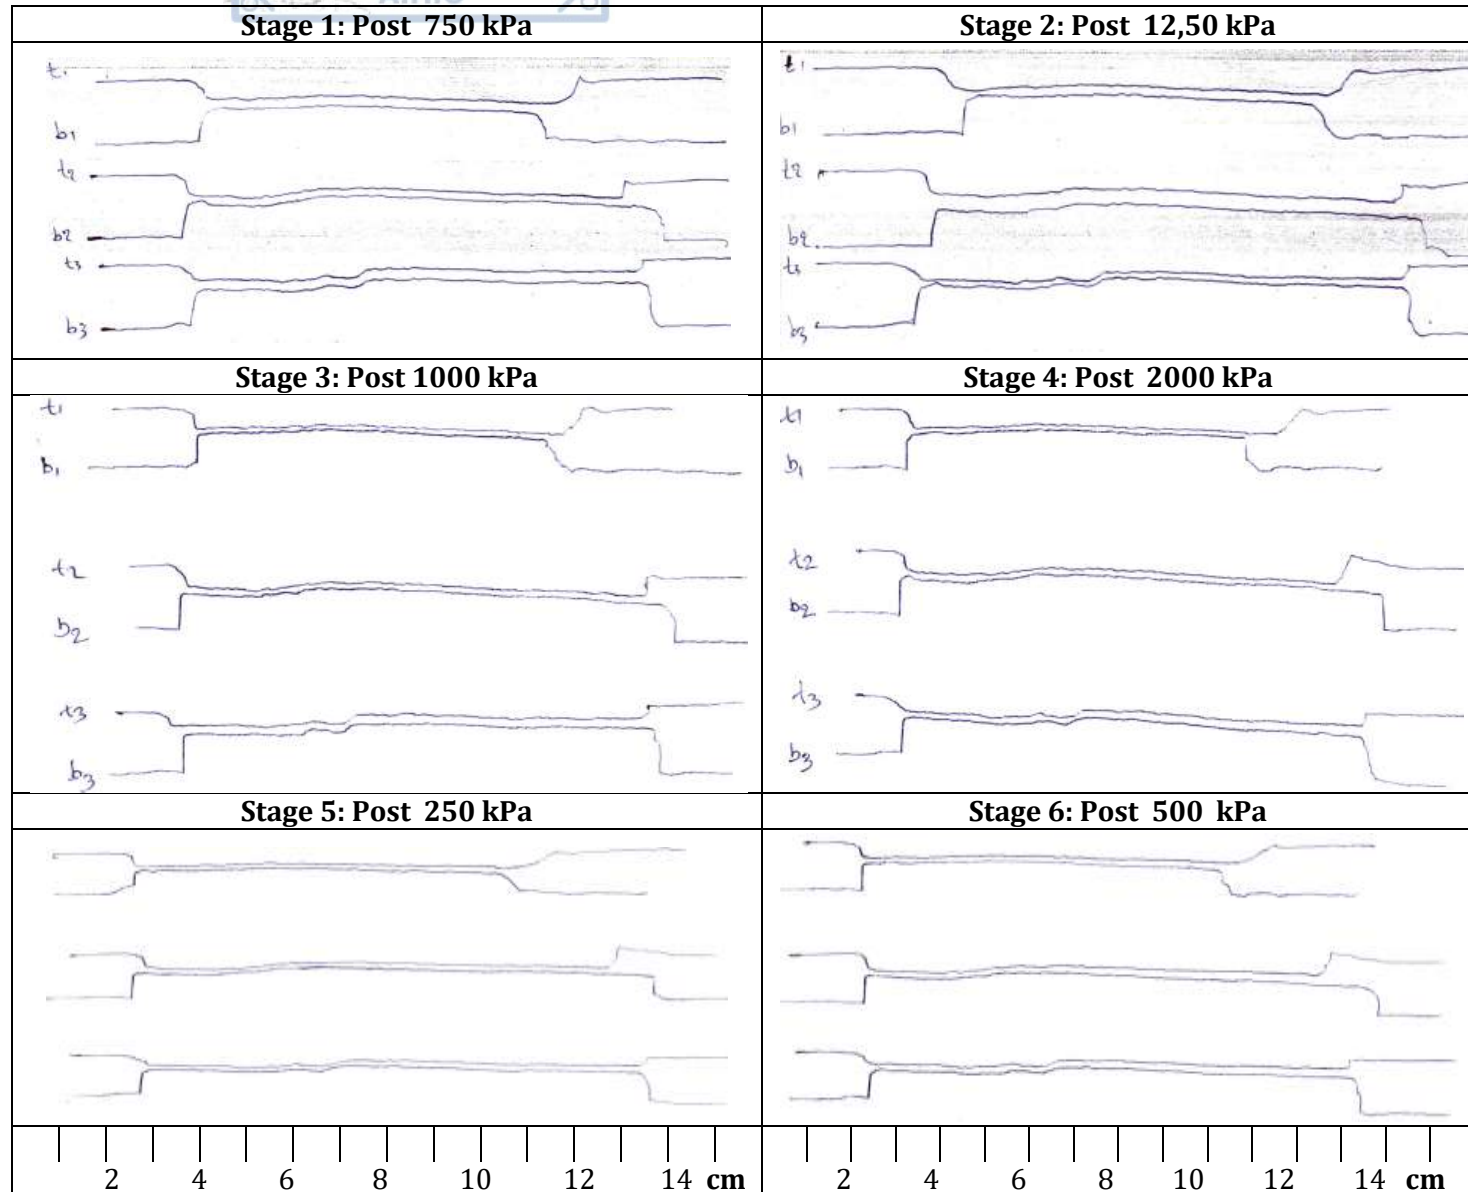 Stage 1: Post 750 kPa
Stage 2: Post 12,50 kPa
t1
b1
t2
b2
t3
b3
t1
b1
t2
b2
t3
b3
Stage 3: Post 1000 kPa
Stage 4: Post 2000 kPa
t1
b1
t2
b2
t3
b3
t1
b1
t2
b2
t3
b3
Stage 5: Post 250 kPa
Stage 6: Post 500 kPa
2 4 6 8 10 12 14 cm
2 4 6 8 10 12 14 cm